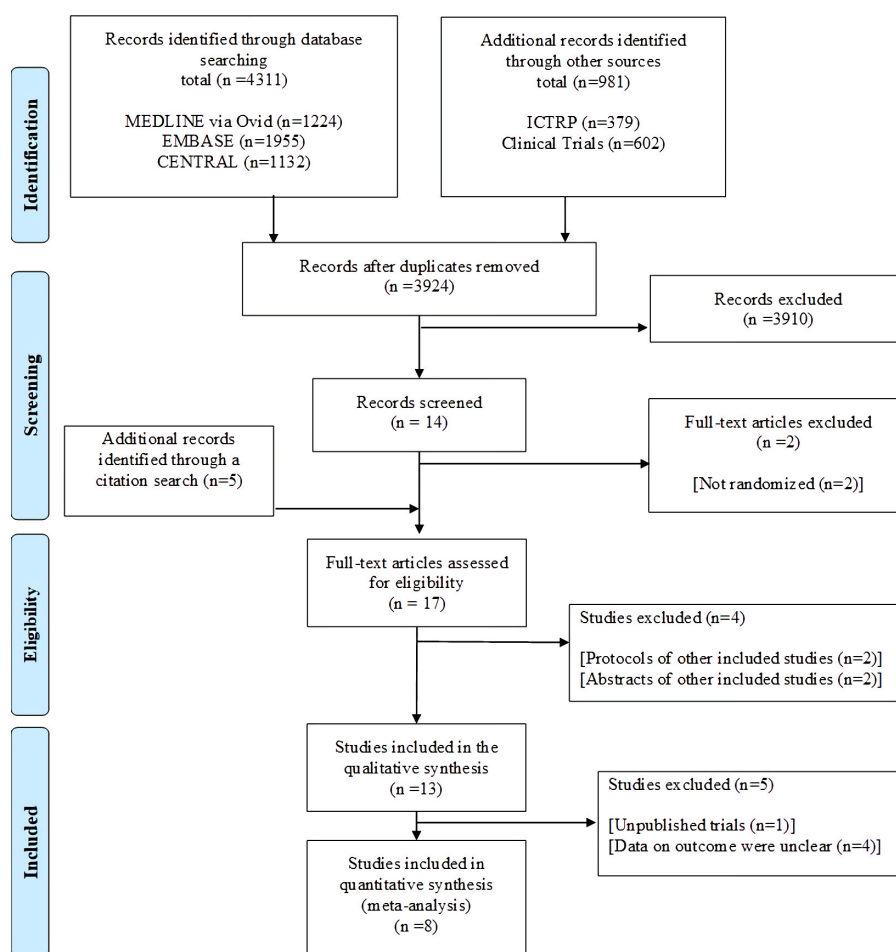 Identification
Records identified through database
searching
total (n =4311)
MEDLINE via Ovid (n=1224)
EMBASE (n=1955)
CENTRAL (n=1132)
Additional records identified
through other sources
total (n=981)
ICTRP (n=379)
Clinical Trials (n=602)
Screening
Records after duplicates removed
(n =3924)
Records excluded
(n =3910)
Records screened
(n = 14)
Full-text articles excluded
(n =2)
[Not randomized (n=2)]
Additional records
identified through a
citation search (n=5)
Eligibility
Full-text articles assessed
for eligibility
(n = 17)
Studies excluded (n=4)
[Protocols of other included studies (n=2)]
[Abstracts of other included studies (n=2)]
Included
Studies included in the
qualitative synthesis
(n =13)
Studies excluded (n=5)
[Unpublished trials (n=1)]
[Data on outcome were unclear (n=4)]
Studies included in
quantitative synthesis
(meta-analysis)
(n =8)